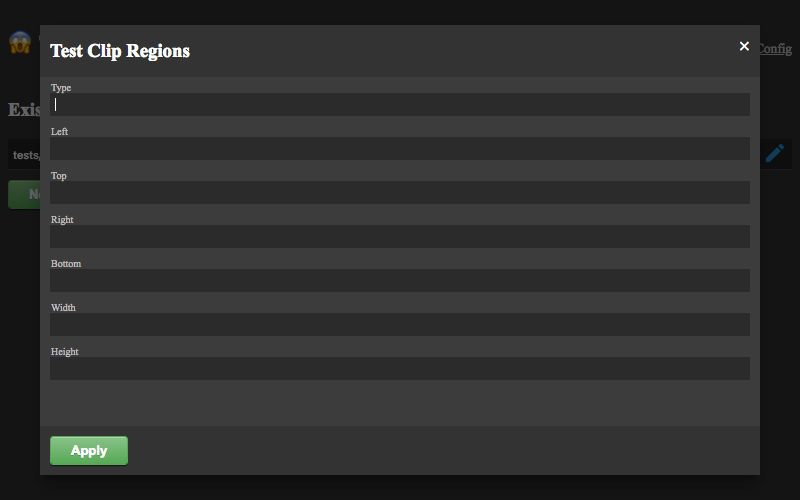 Test Clip Regions
×
Config
Type
Exis
Left
tests,
Top
N
Right
Bottom
Width
Height
Apply